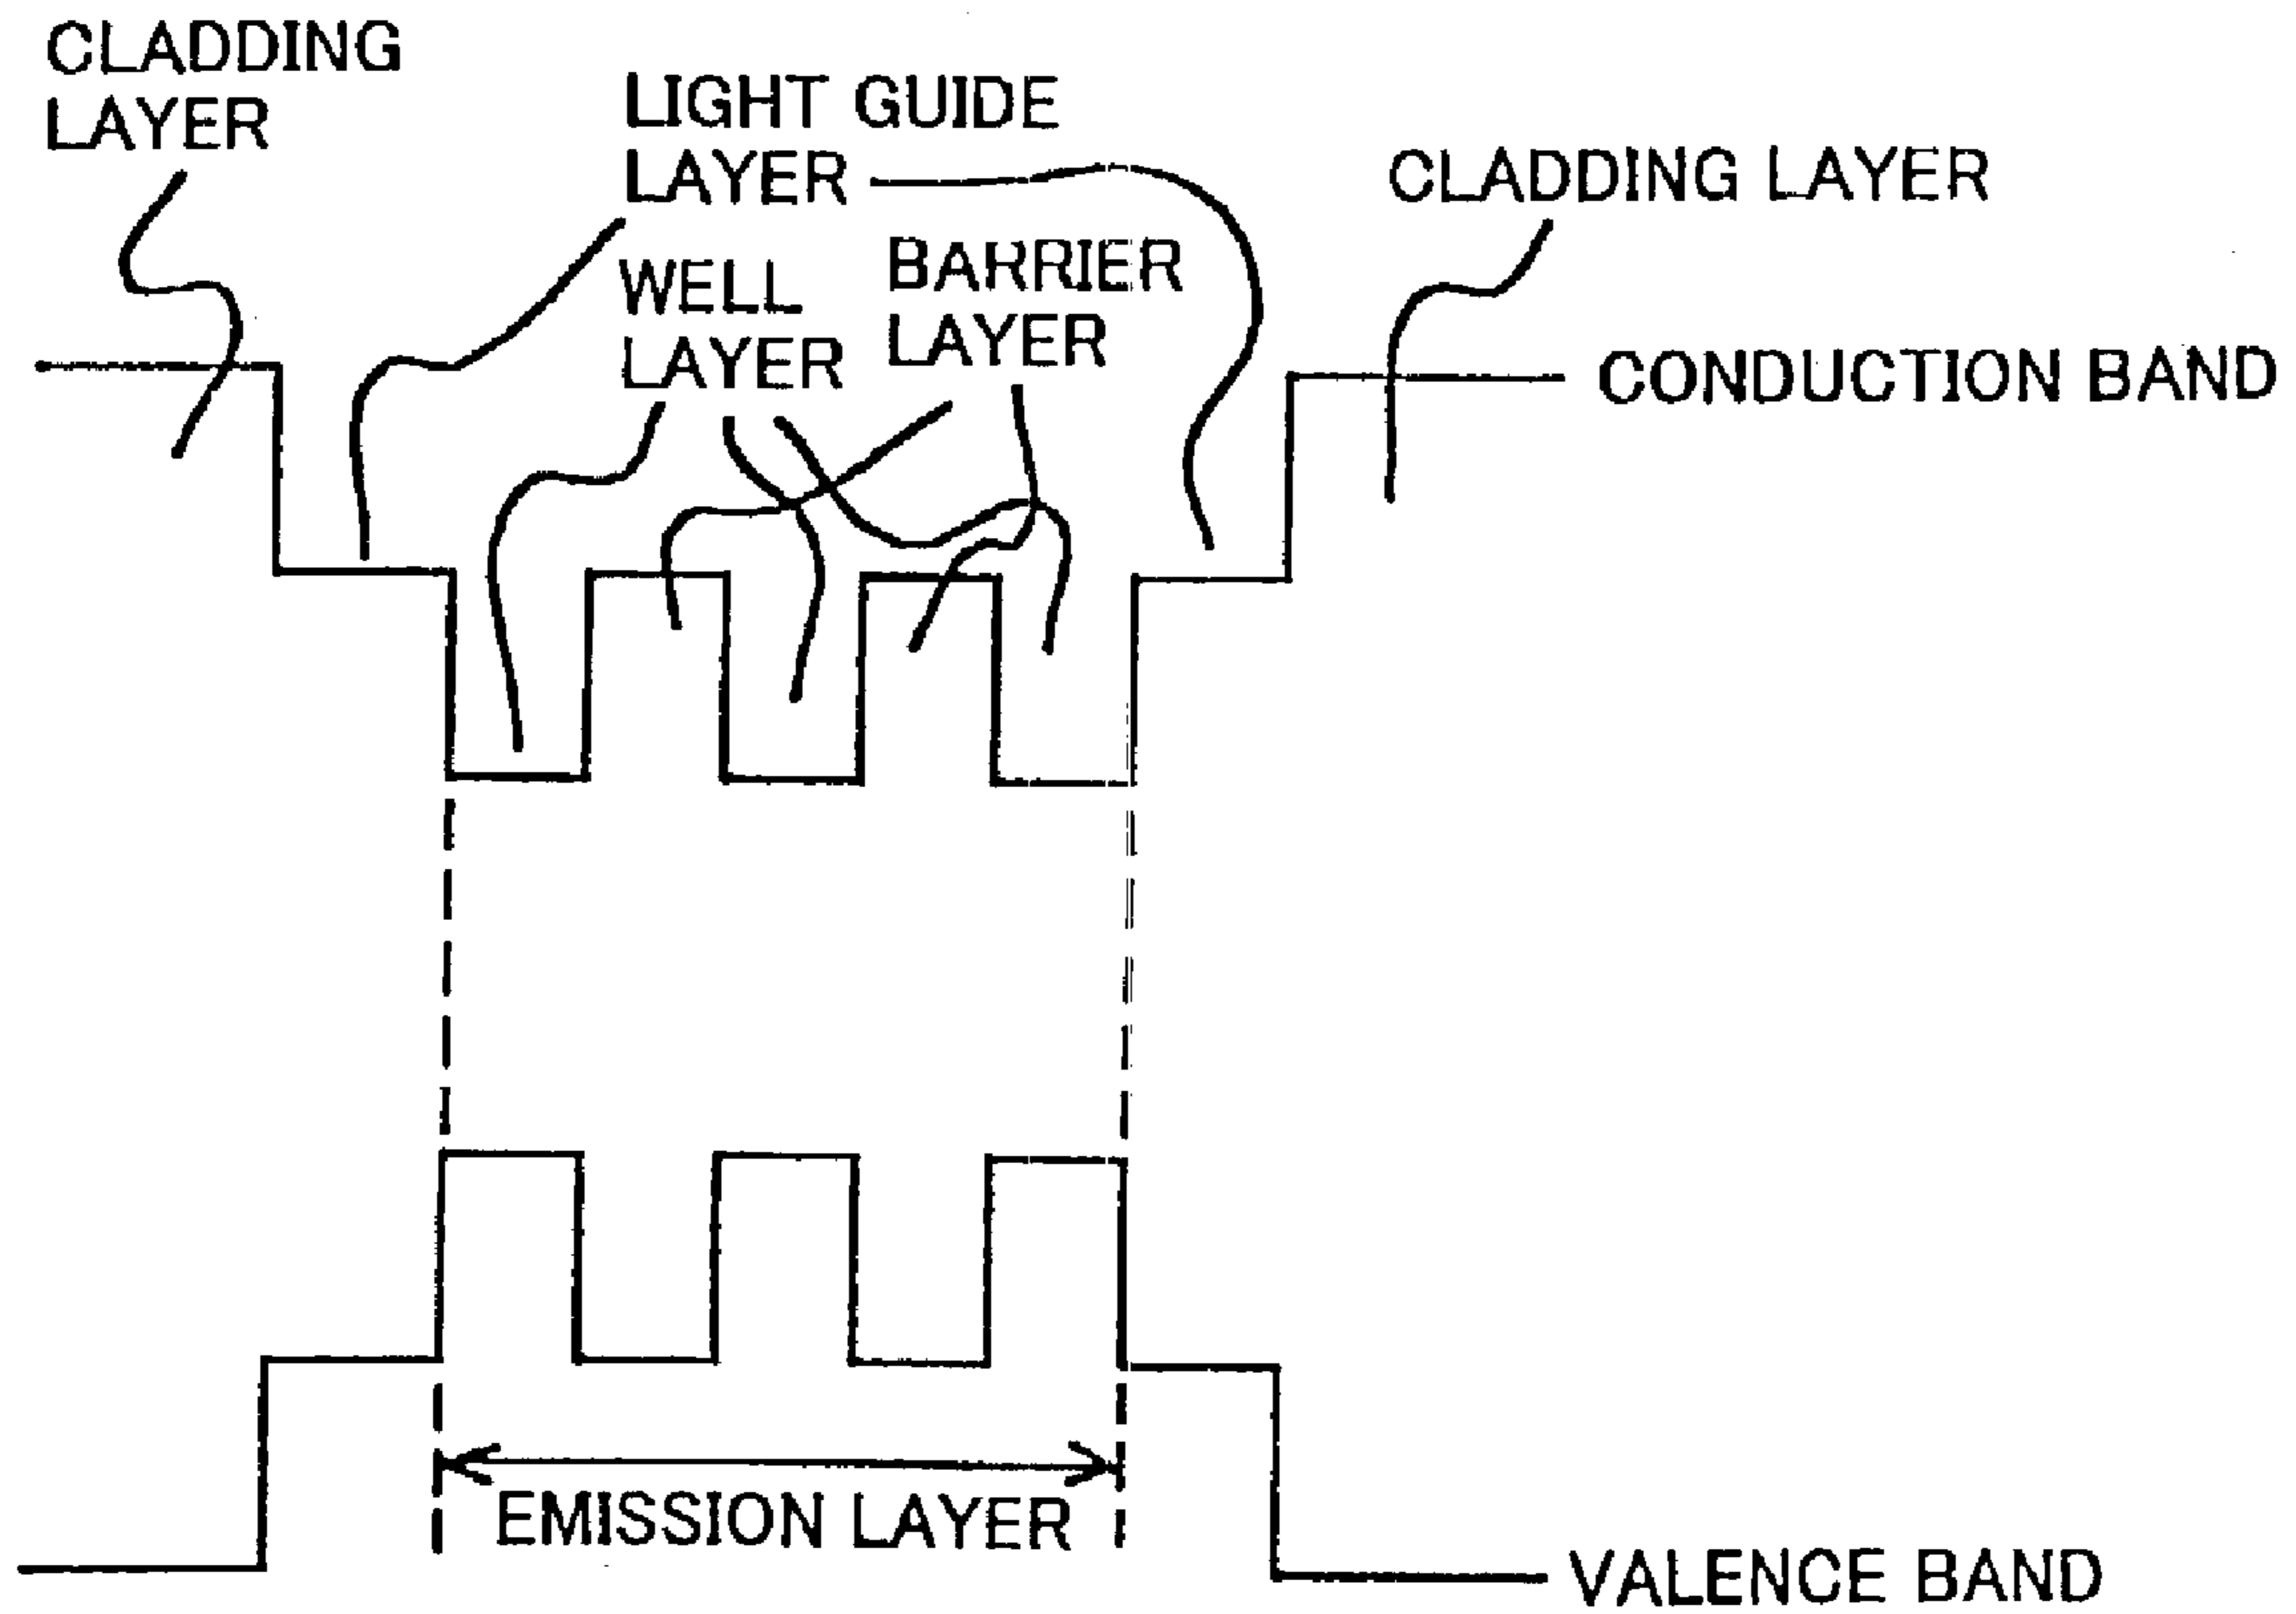 CLADDING
LAYER
LIGHT GUIDE
LAYER
CLADDING LAYER
WELL
LAYER
BARRIER
LAYER
CONDUCTION BAND
EMISSION LAYER
VALENCE BAND